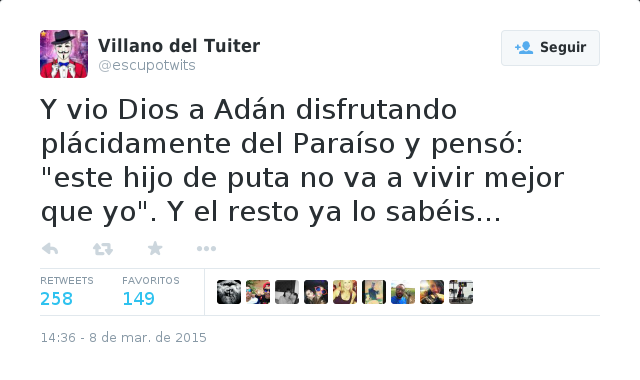 Villano del Tuiter
@escupotwits
Seguir
Y vio Dios a Adán disfrutando
plácidamente del Paraíso y pensó:
"este hijo de puta no va a vivir mejor
que yo". Y el resto ya lo sabéis...
RETWEETS
258
FAVORITOS
149
14:36 - 8 de mar. de 2015